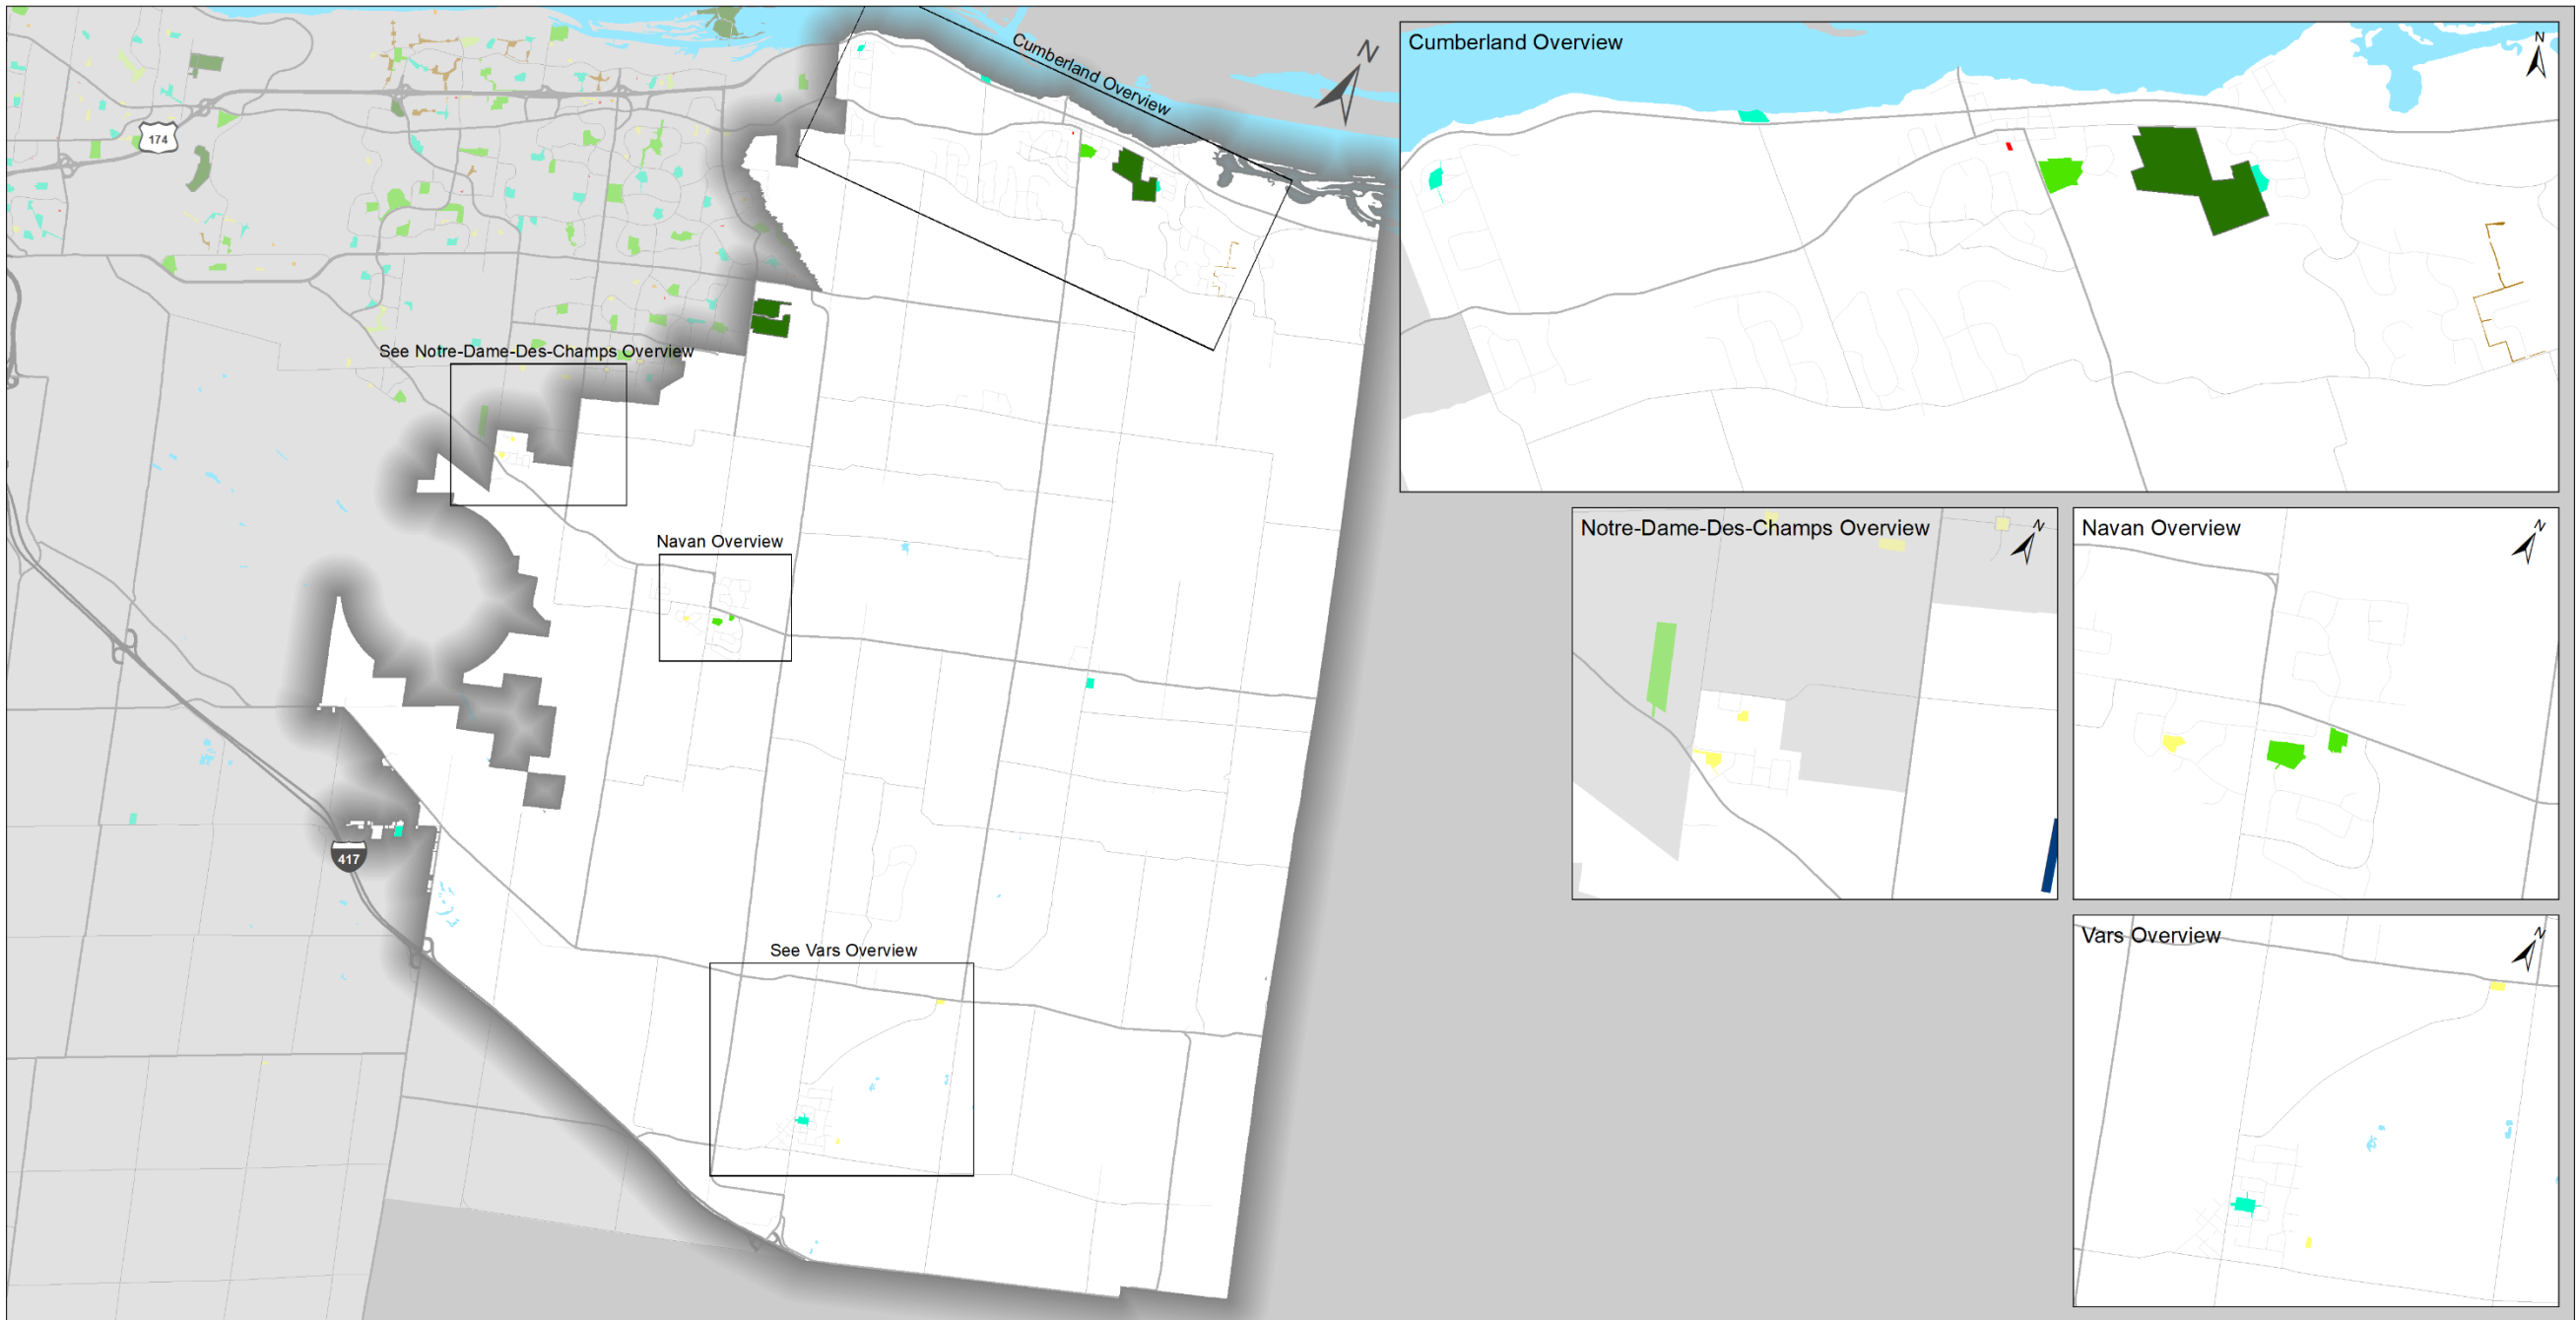 Cumberland Overview
N
174
See Notre-Dame-Des-Champs Overview
Navan Overview
417
See Vars Overview
Cumberland Overview
N
Notre-Dame-Des-Champs Overview
N
Navan Overview
N
Vars Overview
N